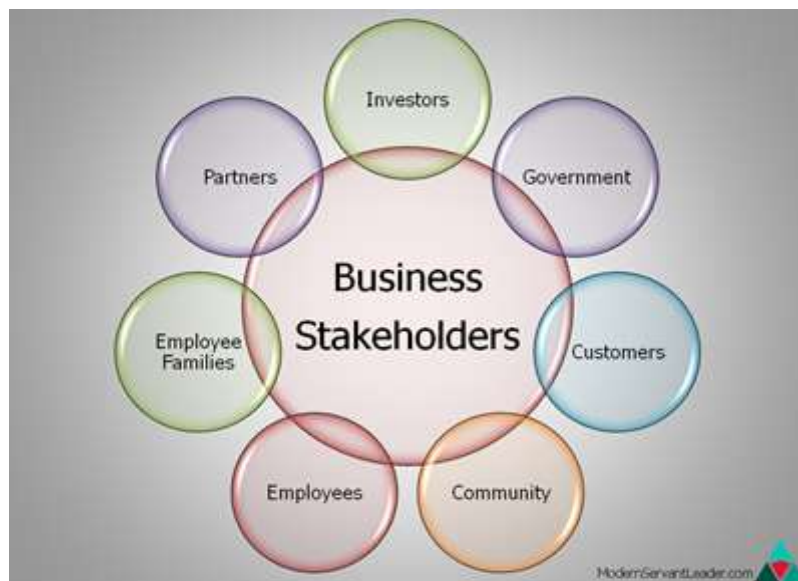 Investors
Partners
Government
Business
Stakeholders
Employee
Families
Customers
Employees
Community
ModernServantLeader.com